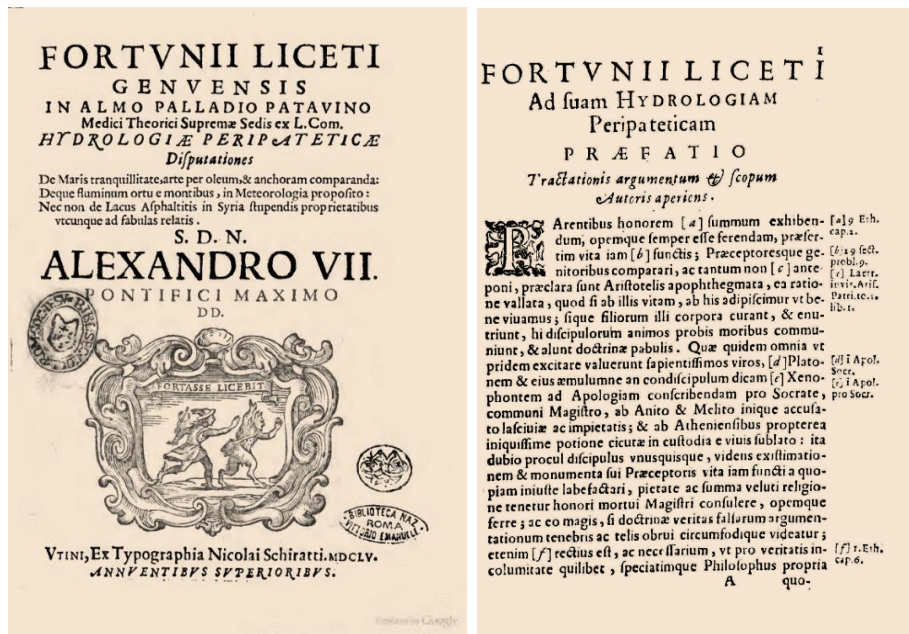 FORTVNII LICETI
GENVENSIS
IN ALMO PALLADIO PATAVINO
Medici Theorici Supremæ Sedis ex L.Com.
HYDROLOGIÆ PERIPATETICÆ
Diſputationes
De Maris tranquillitate,arte per oleum,& anchoram comparanda:
Deque fluminum ortu e montibus, in Meteorologia propoſito:
Nec non de Lacus Aſphaltitis in Syria ſtupendis proprietatibus
vtcunque ad fabulas relatis.
S. D. N.
ALEXANDRO VII.
PONTIFICI MAXIMO
DD.
FORTASSE LICEBIT
BIBLIOTECA NAZ.
ROMA
VITTORIO EMANUELE
VTINI, Ex Typographia Nicolai Schiratti. MDCLV.
ANNVENTIBVS SVPERIORIBVS.
Google
1
FORTVNII LICETI
Ad ſuam HYDROLOGIAM
Peripateticam
PRÆFATIO
Tractationis argumentum & ſcopum
Autoris aperiens.
PArentibus honorem [a] ſummum exhiben-
dum, opemque ſemper eſſe ferendam, præſer-
tim vita iam [b] functis; Præceptoreſque ge-
nitoribus comparari, ac tantum non [c] ante-
poni, præclara ſunt Ariſtotelis apophthegmata, ea ratio-
ne vallata, quod ſi ab illis vitam, ab his adipiſcimur vt be-
ne viuamus; ſique filiorum illi corpora curant, & enu-
triunt, hi diſcipulorum animos probis moribus commu-
niunt, & alunt doctrinæ pabulis. Quæ quidem omnia vt
pridem excitare valuerunt ſapientiſſimos viros, [d] Plato-
nem & eius æmulumne an condiſcipulum dicam [e] Xeno-
phontem ad Apologiam conſcribendam pro Socrate,
communi Magiſtro, ab Anito & Melito inique accuſa-
to laſciuiæ ac impietatis; & ab Athenienſibus propterea
iniquiſſime potione cicutæ in cuſtodia e viuis ſublato: ita
dubio procul diſcipulus vnuſquisque, videns exiſtimatio-
nem & monumenta ſui Præceptoris vita iam functi a quo-
piam iniuſte labefactari, pietate ac ſumma veluti religio-
ne tenetur honori mortui Magiſtri conſulere, opemque
ferre; ac eo magis, ſi doctrinæ veritas falſarum argumen-
tationum tenebris ac telis obrui circumfodique videatur;
etenim [f] rectius eſt, ac neceſſarium, vt pro veritatis in-
columitate quilibet, ſpeciatimque Philoſophus propria
A quo-
[a] 9 Eth.
cap. 2.
[b] 29 ſect.
probl. 9.
[c] Laert.
in vit. Ariſ.
Patri. to. 1.
lib. 1.
[d] i Apol.
Socr.
[e] i Apol.
pro Socr.
[f] 1. Eth.
cap. 6.